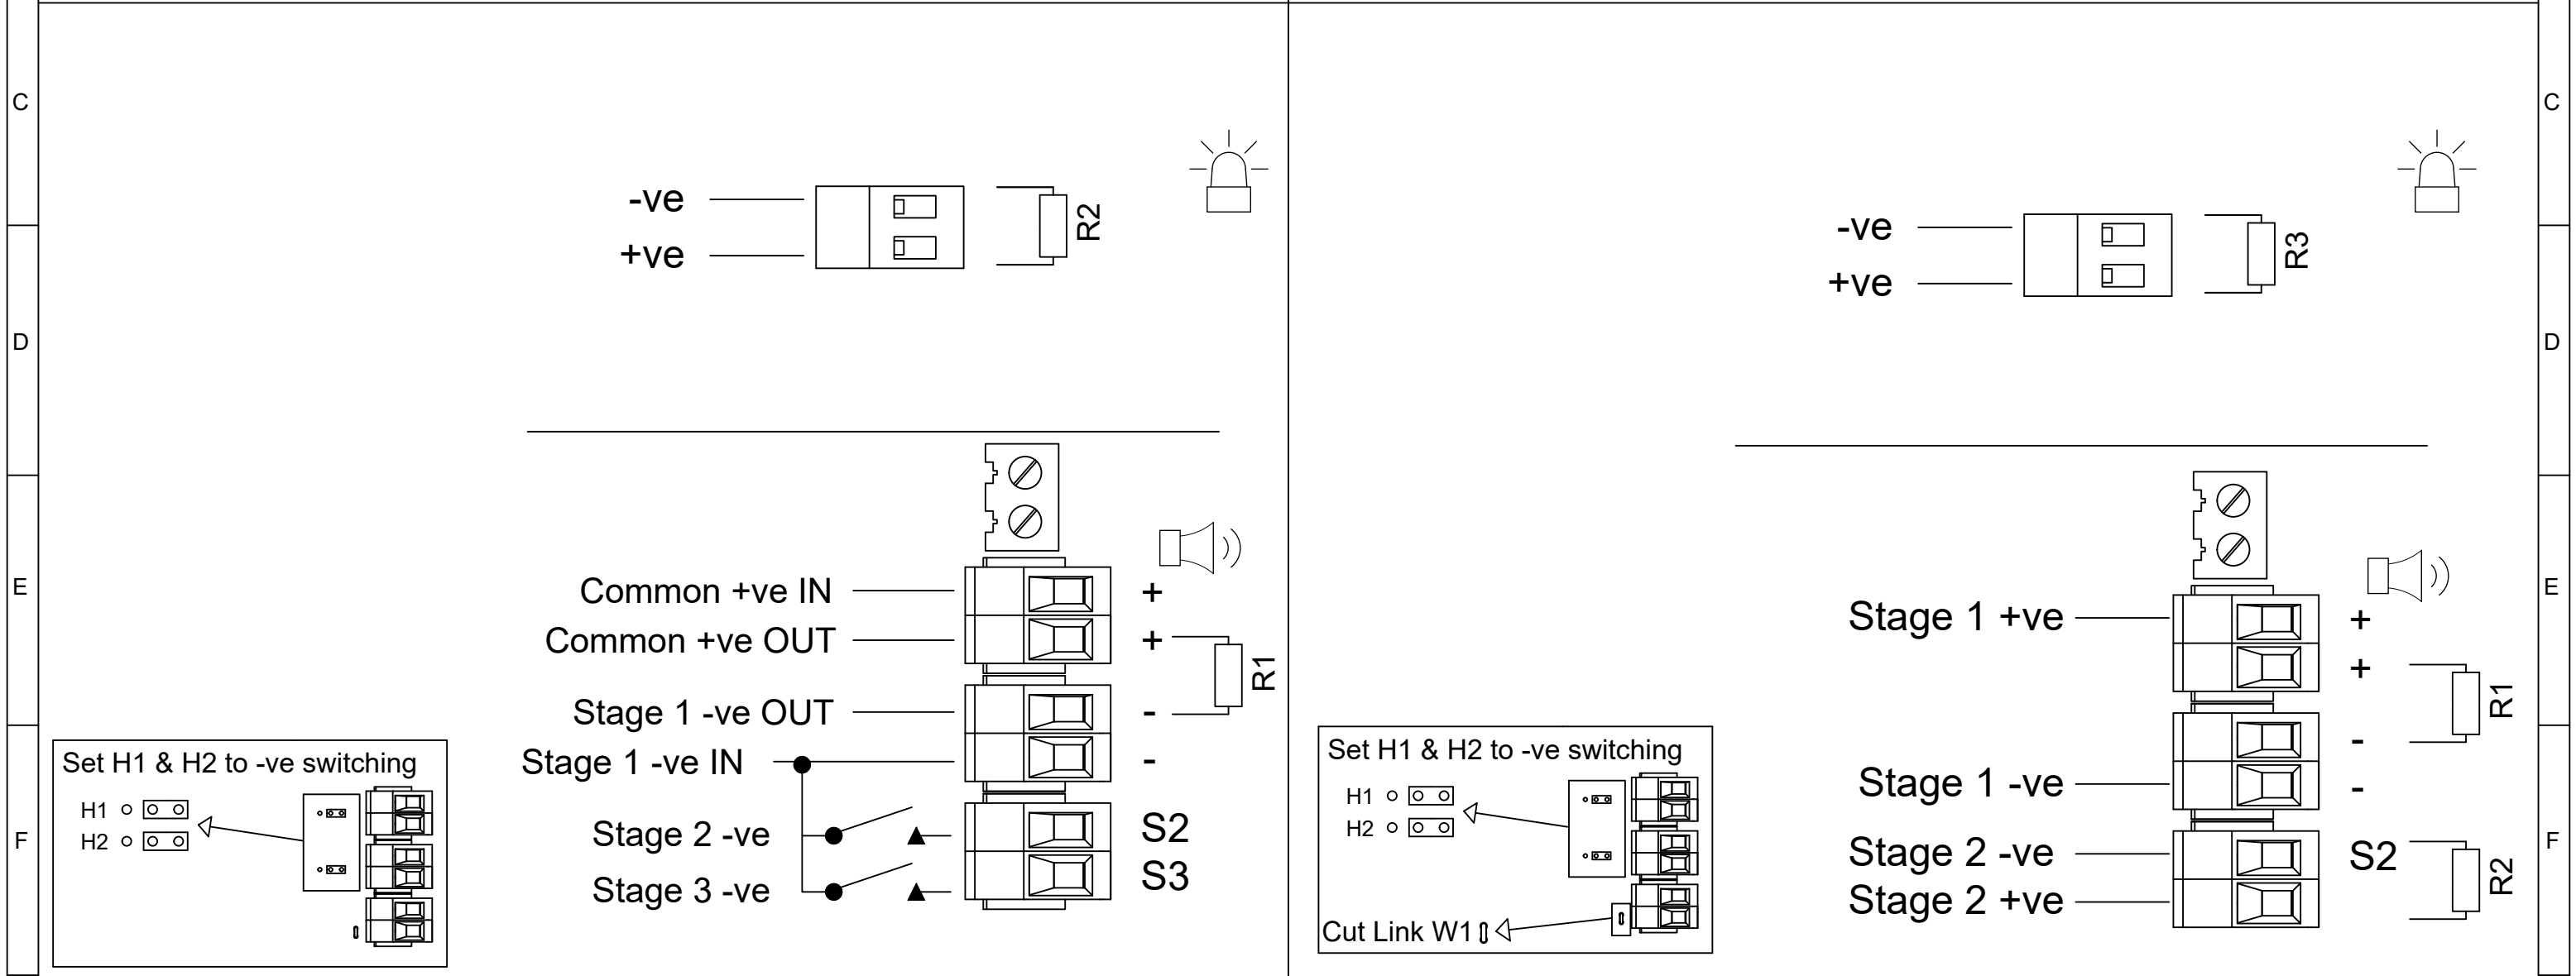 C
C
-ve
+ve
R2
-ve
+ve
R3
D
D
E
E
Common +ve IN
+
Common +ve OUT
+
R1
Stage 1 -ve OUT
-
Stage 1 -ve IN
-
Stage 2 -ve
S2
Stage 3 -ve
S3
Set H1 & H2 to -ve switching
H1
H2
F
Stage 1 +ve
+
+
R1
-
Stage 1 -ve
-
Stage 2 -ve
S2
Stage 2 +ve
R2
Set H1 & H2 to -ve switching
H1
H2
Cut Link W1
F